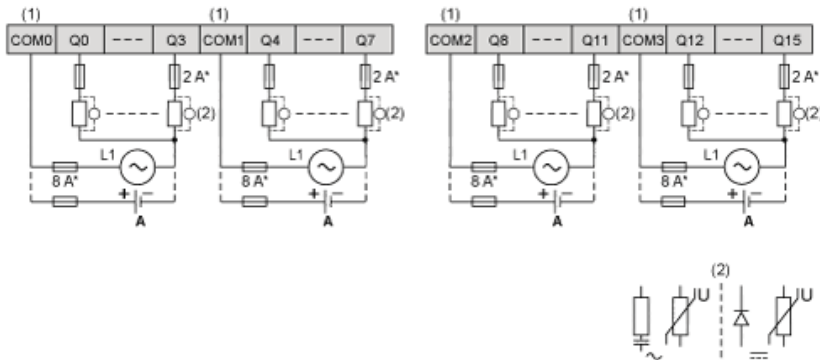 (1) (1) (1) (1)
COM0 Q0 --- Q3 COM1 Q4 --- Q7 COM2 Q8 --- Q11 COM3 Q12 --- Q15
2 A* 2 A* 2 A* 2 A*
(2) (2) (2) (2)
L1 L1 L1 L1
8 A* 8 A* 8 A* 8 A*
+ − + − + − + −
A A A A
(2)
U U